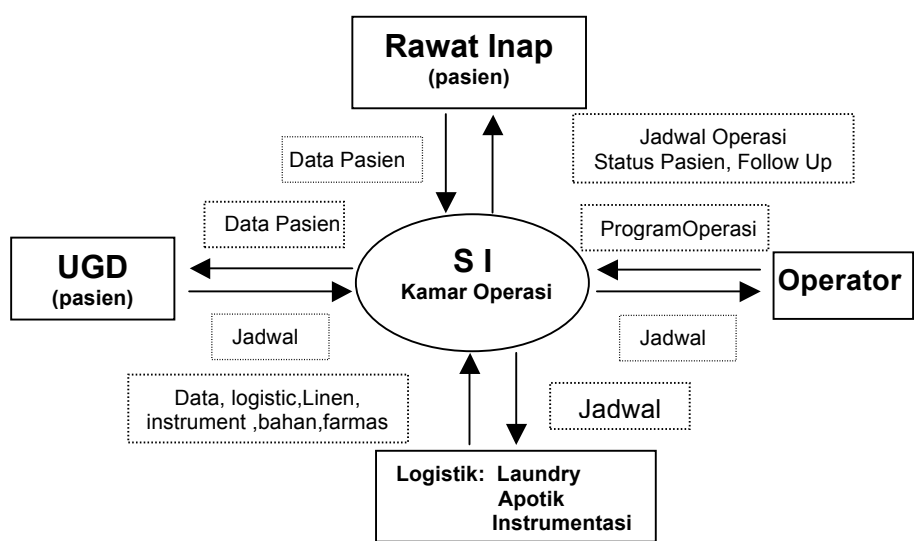 Rawat Inap
(pasien)
Data Pasien
Jadwal Operasi
Status Pasien, Follow Up
Data Pasien
ProgramOperasi
UGD
(pasien)
S I
Kamar Operasi
Operator
Jadwal
Jadwal
Data, logistic,Linen,
instrument ,bahan,farmas
Jadwal
Logistik: Laundry
Apotik
Instrumentasi